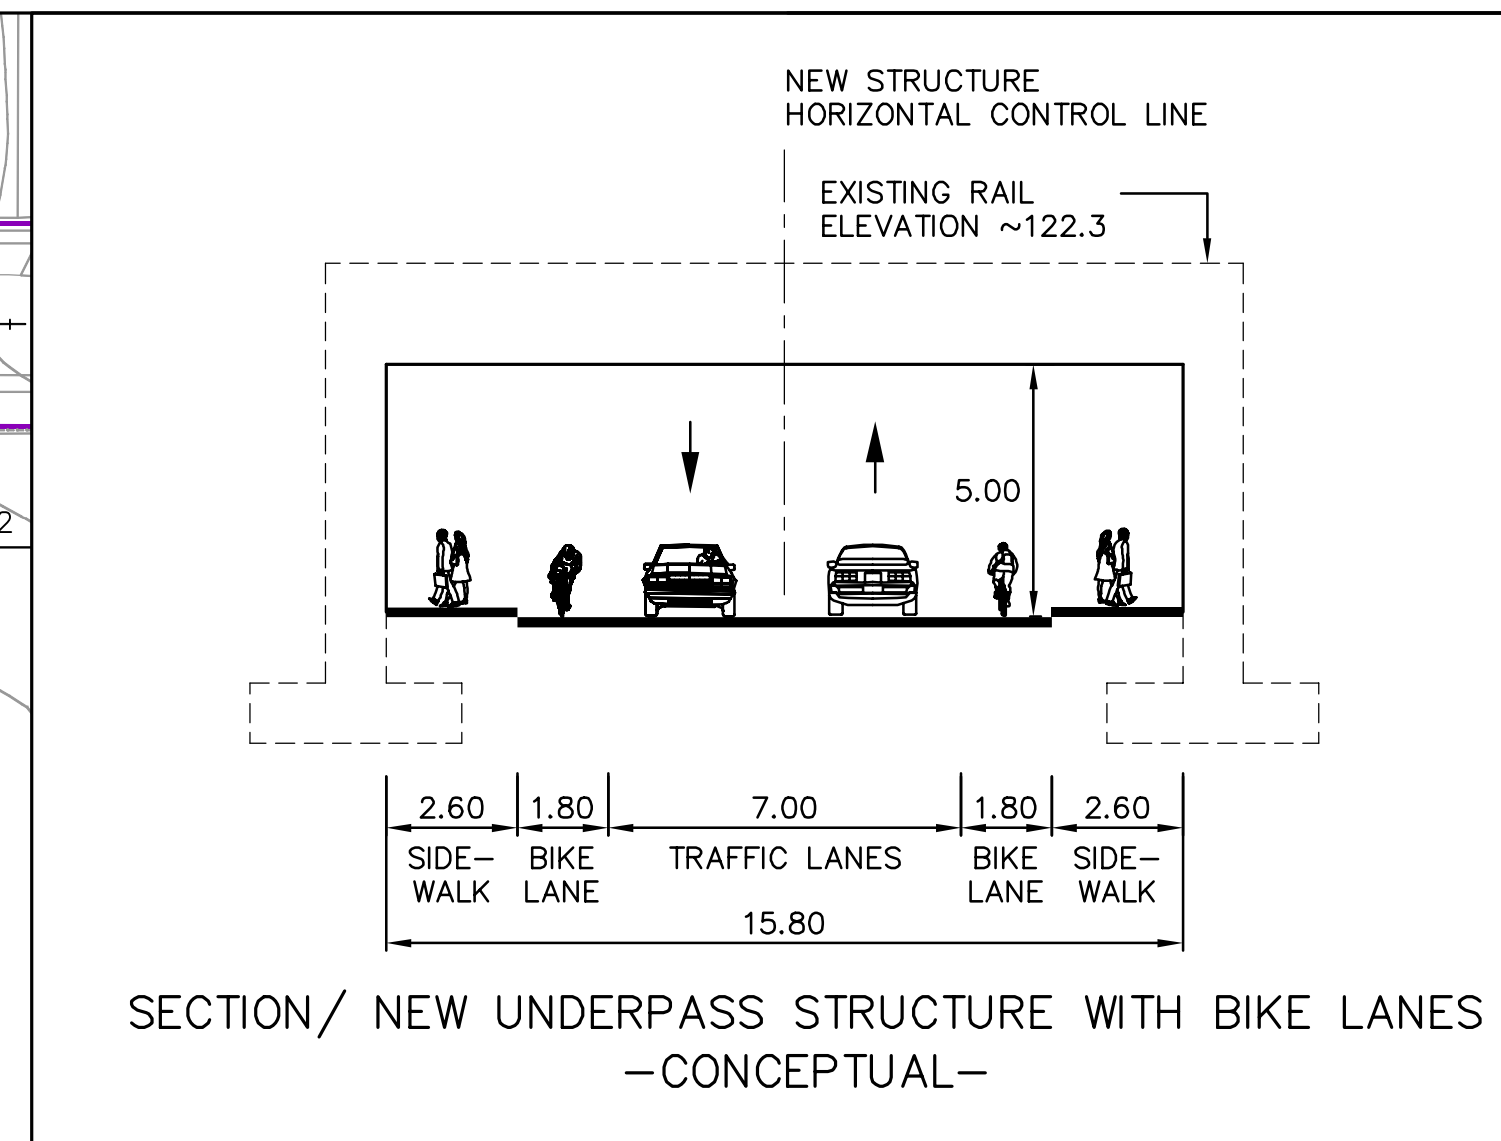 NEW STRUCTURE
HORIZONTAL CONTROL LINE
EXISTING RAIL
ELEVATION ~122.3
5.00
2
2.60 1.80 7.00 1.80 2.60
SIDE- BIKE TRAFFIC LANES BIKE SIDE-
WALK LANE LANE WALK
15.80
SECTION/ NEW UNDERPASS STRUCTURE WITH BIKE LANES
-CONCEPTUAL-